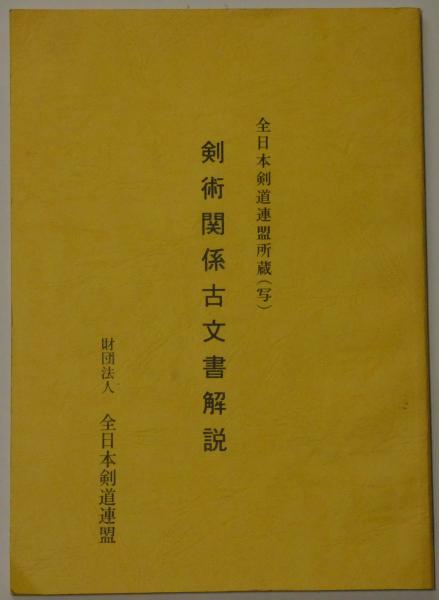 全日本剣道連盟所蔵(写)
剣術関係古文書解説
財団法人 全日本剣道連盟